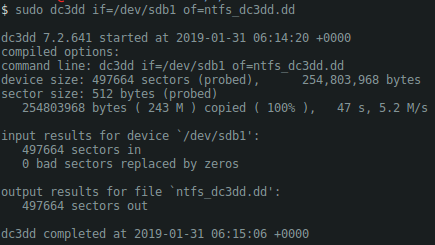 $ sudo dc3dd if=/dev/sdb1 of=ntfs_dc3dd.dd
dc3dd 7.2.641 started at 2019-01-31 06:14:20 +0000
compiled options:
command line: dc3dd if=/dev/sdb1 of=ntfs_dc3dd.dd
device size: 497664 sectors (probed),    254,803,968 bytes
sector size: 512 bytes (probed)
254803968 bytes ( 243 M ) copied ( 100% ),   47 s, 5.2 M/s
input results for device `/dev/sdb1':
497664 sectors in
0 bad sectors replaced by zeros
output results for file `ntfs_dc3dd.dd':
497664 sectors out
dc3dd completed at 2019-01-31 06:15:06 +0000